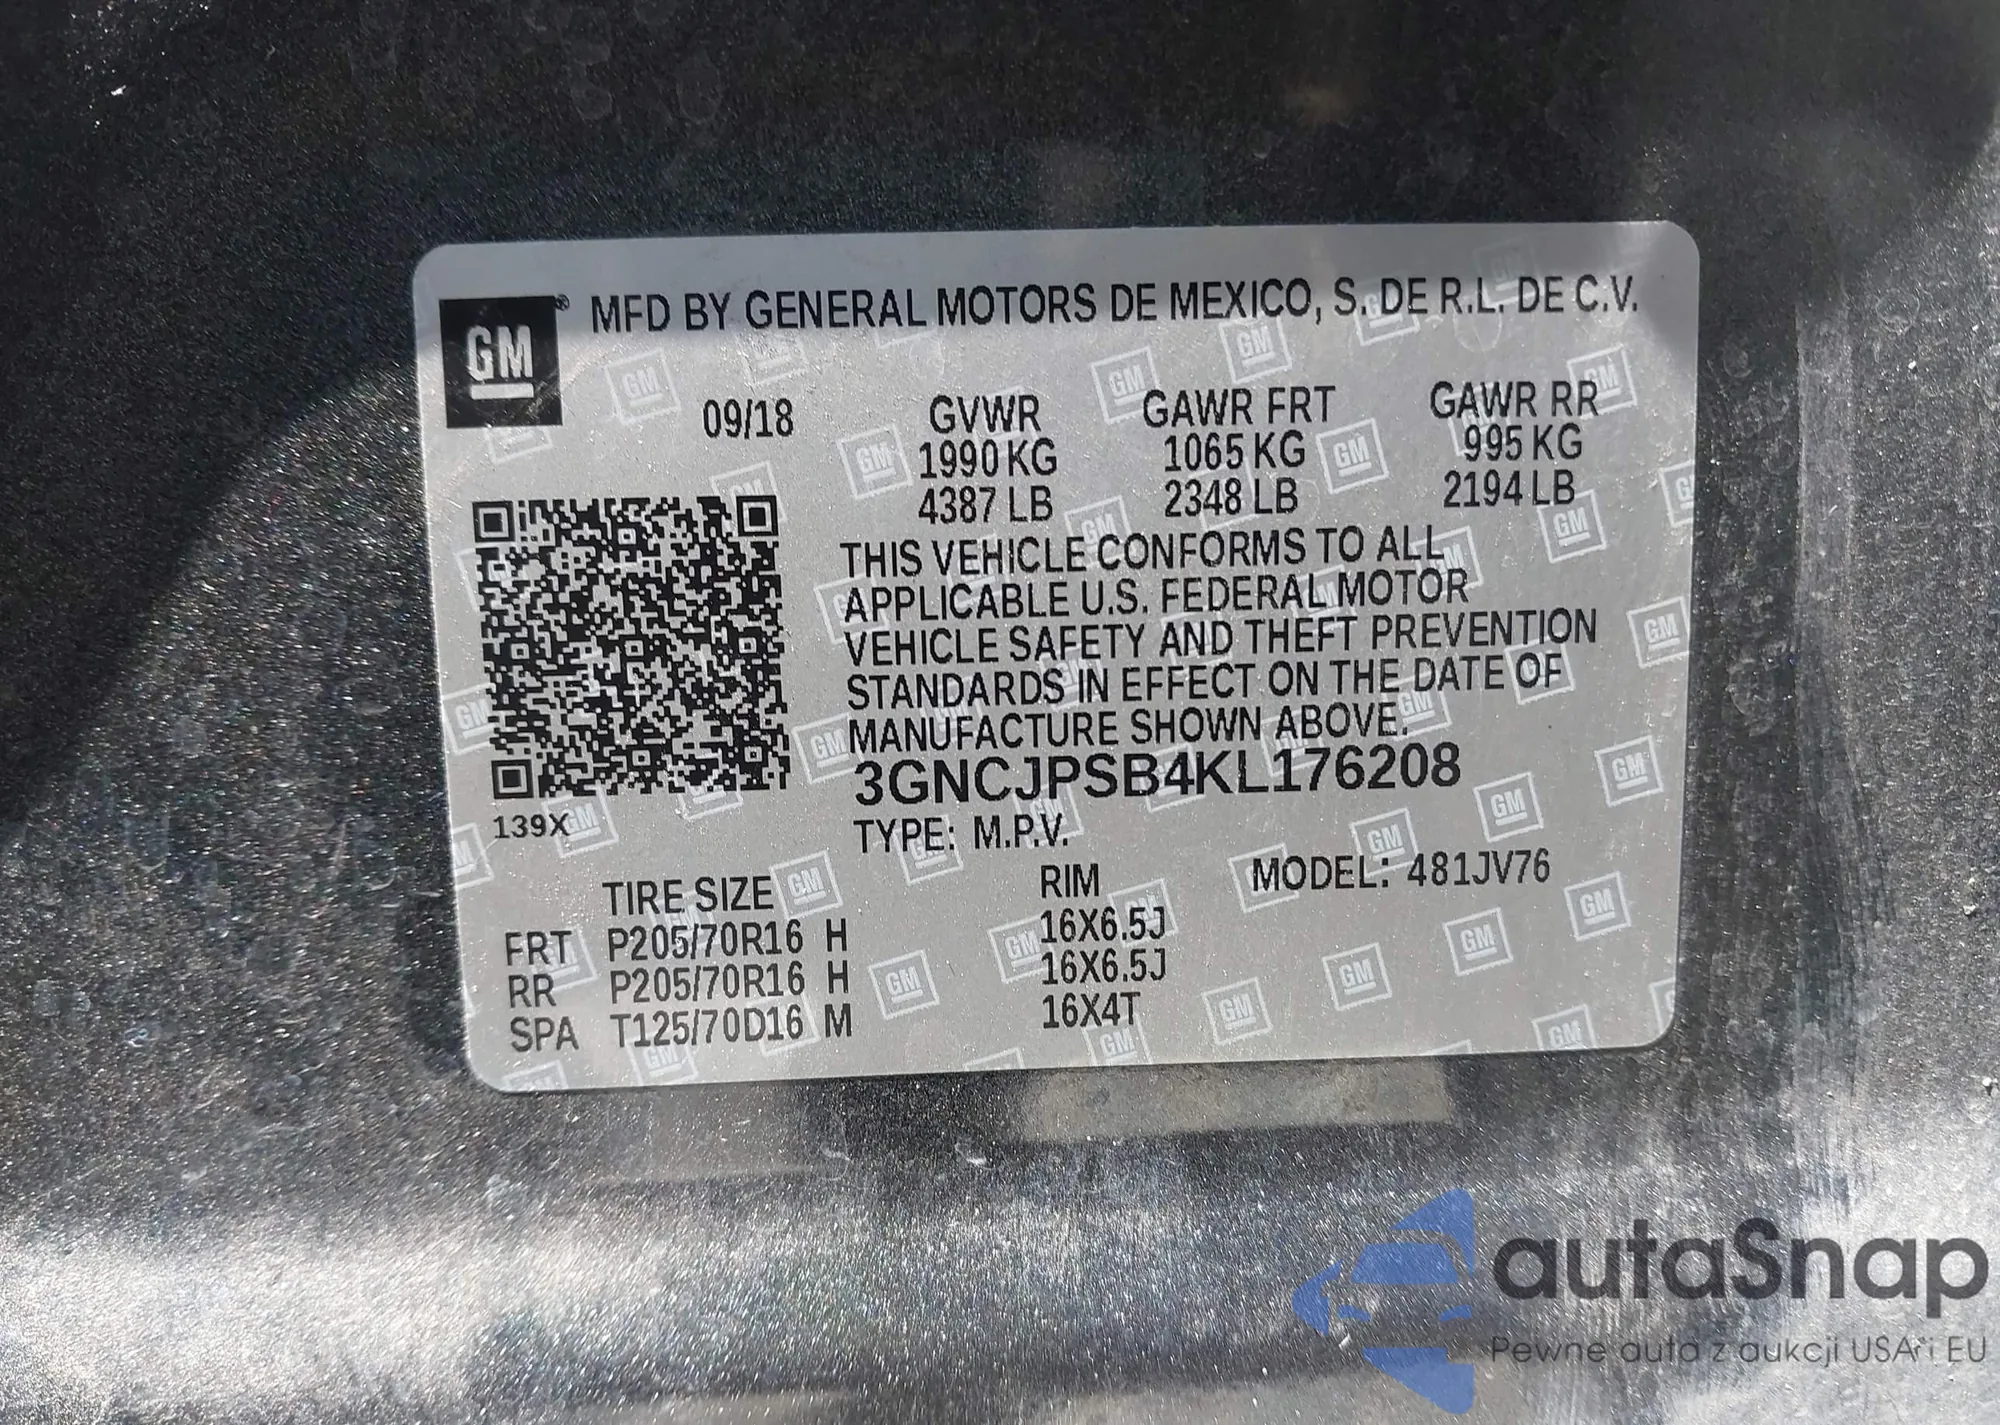 GM® MFD BY GENERAL MOTORS DE MEXICO, S. DE R.L. DE C.V.
09/18 GVWR GAWR FRT GAWR RR
1990 KG 1065 KG 995 KG
4387 LB 2348 LB 2194 LB
THIS VEHICLE CONFORMS TO ALL
APPLICABLE U.S. FEDERAL MOTOR
VEHICLE SAFETY AND THEFT PREVENTION
STANDARDS IN EFFECT ON THE DATE OF
MANUFACTURE SHOWN ABOVE.
3GNCJPSB4KL176208
139X
TYPE: M.P.V.
TIRE SIZE RIM MODEL: 481JV76
FRT P205/70R16 H 16X6.5J
RR P205/70R16 H 16X6.5J
SPA T125/70D16 M 16X4T
autaSnap
Pewne auta z aukcji USA i EU